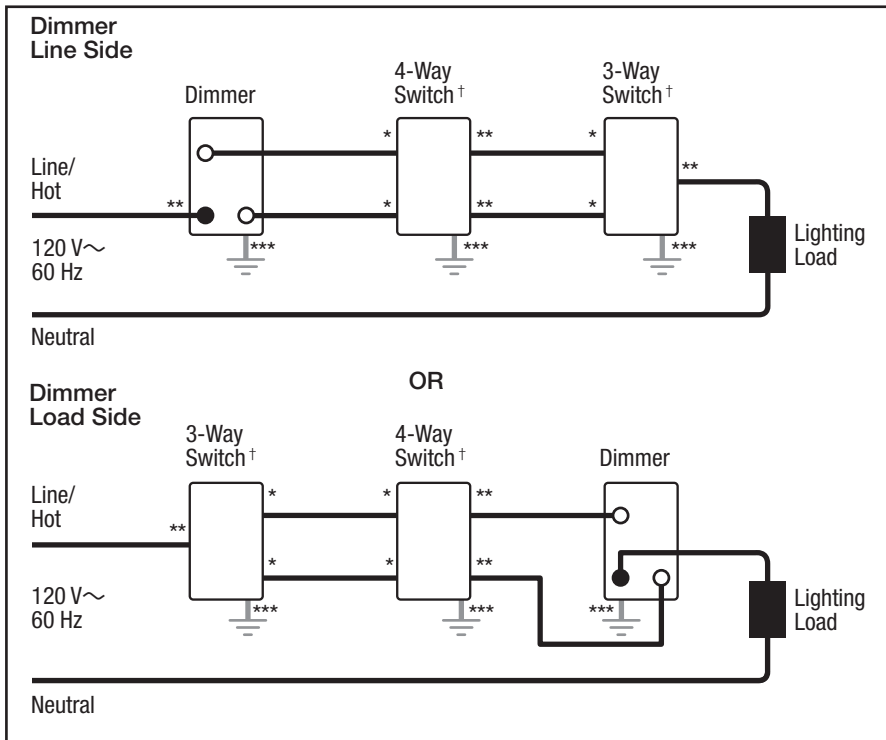 Dimmer
Line Side
4-Way
Switch †
3-Way
Switch †
Dimmer
* ** *
Line/
Hot
**
**
* ** *
120 V~
60 Hz
***
***
***
Lighting
Load
Neutral
OR
Dimmer
Load Side
3-Way
Switch †
4-Way
Switch †
Dimmer
Line/
Hot
**
* * **
* * **
120 V~
60 Hz
***
***
***
Lighting
Load
Neutral